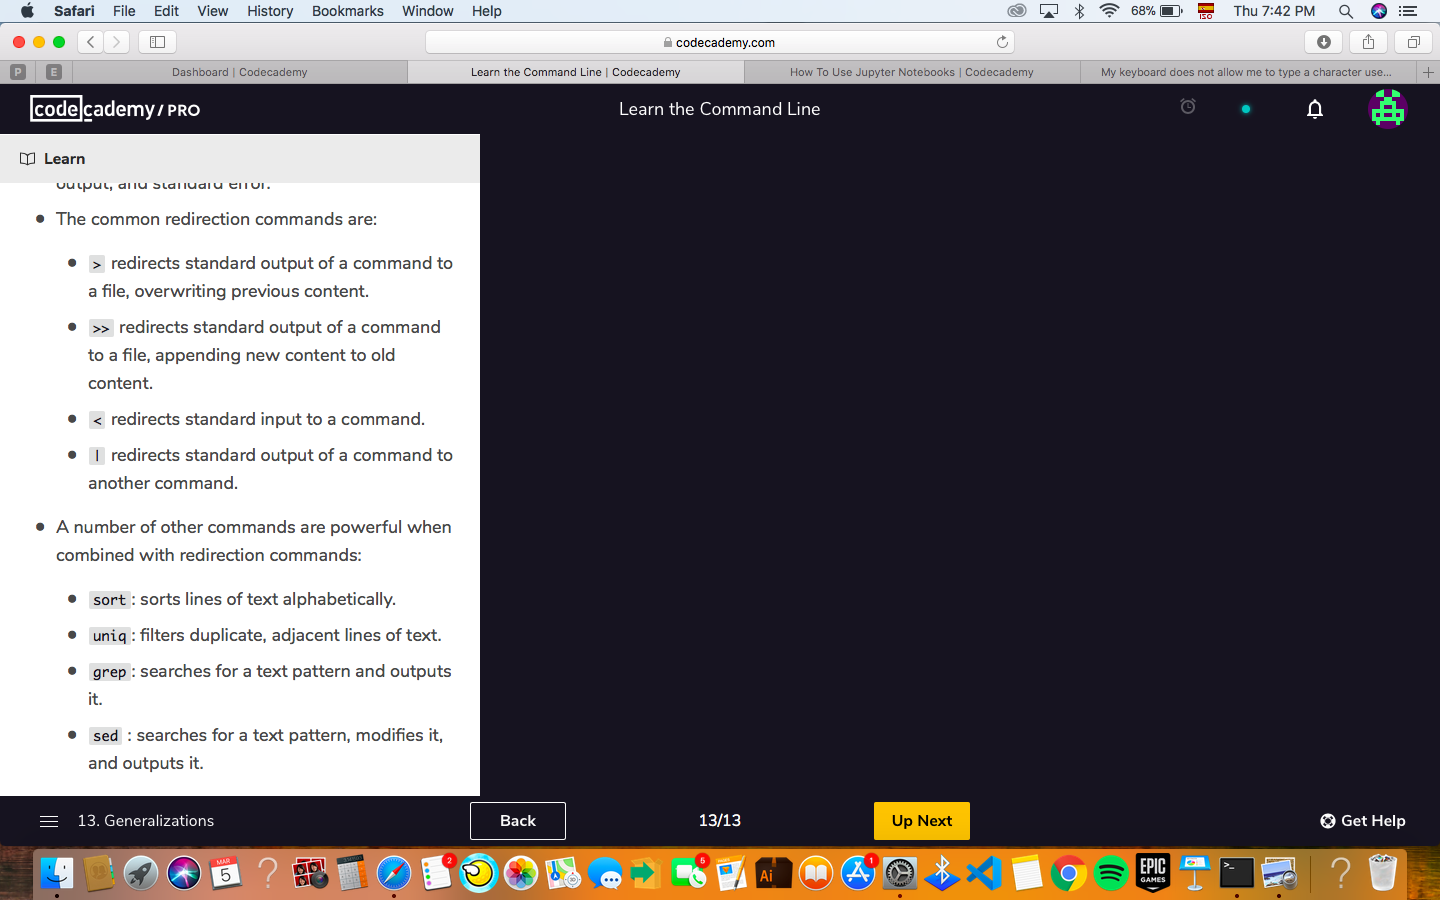 Safari File Edit View History Bookmarks Window Help 68% ISO Thu 7:42 PM
codecademy.com
P E Dashboard | Codecademy Learn the Command Line | Codecademy How To Use Jupyter Notebooks | Codecademy My keyboard does not allow me to type a character use...
codecademy / PRO Learn the Command Line
Learn
output, and standard error.
The common redirection commands are:
> redirects standard output of a command to
a file, overwriting previous content.
>> redirects standard output of a command
to a file, appending new content to old
content.
< redirects standard input to a command.
| redirects standard output of a command to
another command.
A number of other commands are powerful when
combined with redirection commands:
sort : sorts lines of text alphabetically.
uniq : filters duplicate, adjacent lines of text.
grep : searches for a text pattern and outputs
it.
sed : searches for a text pattern, modifies it,
and outputs it.
13. Generalizations Back 13/13 Up Next Get Help
MAR
5
2
5
Ai
1
EPIC
GAMES